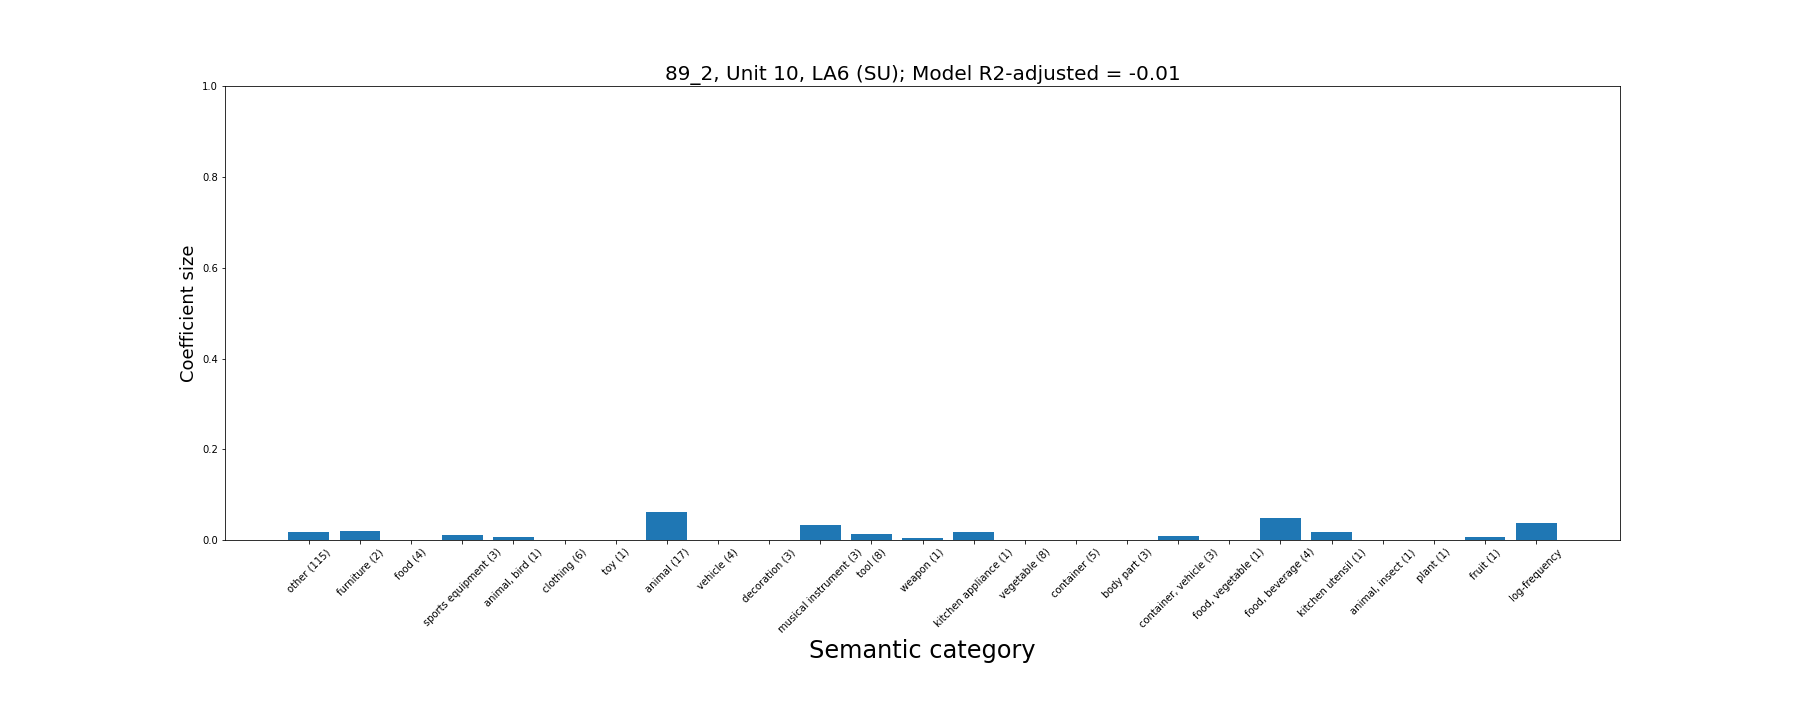 89_2, Unit 10, LA6 (SU); Model R2-adjusted = -0.01
Coefficient size
1.0
0.8
0.6
0.4
0.2
0.0
other (115)
furniture (2)
food (4)
sports equipment (3)
animal, bird (1)
clothing (6)
toy (1)
animal (17)
vehicle (4)
decoration (3)
musical instrument (3)
tool (8)
weapon (1)
kitchen appliance (1)
vegetable (8)
container (5)
body part (3)
container, vehicle (3)
food, vegetable (1)
food, beverage (4)
kitchen utensil (1)
animal, insect (1)
plant (1)
fruit (1)
log-frequency
Semantic category